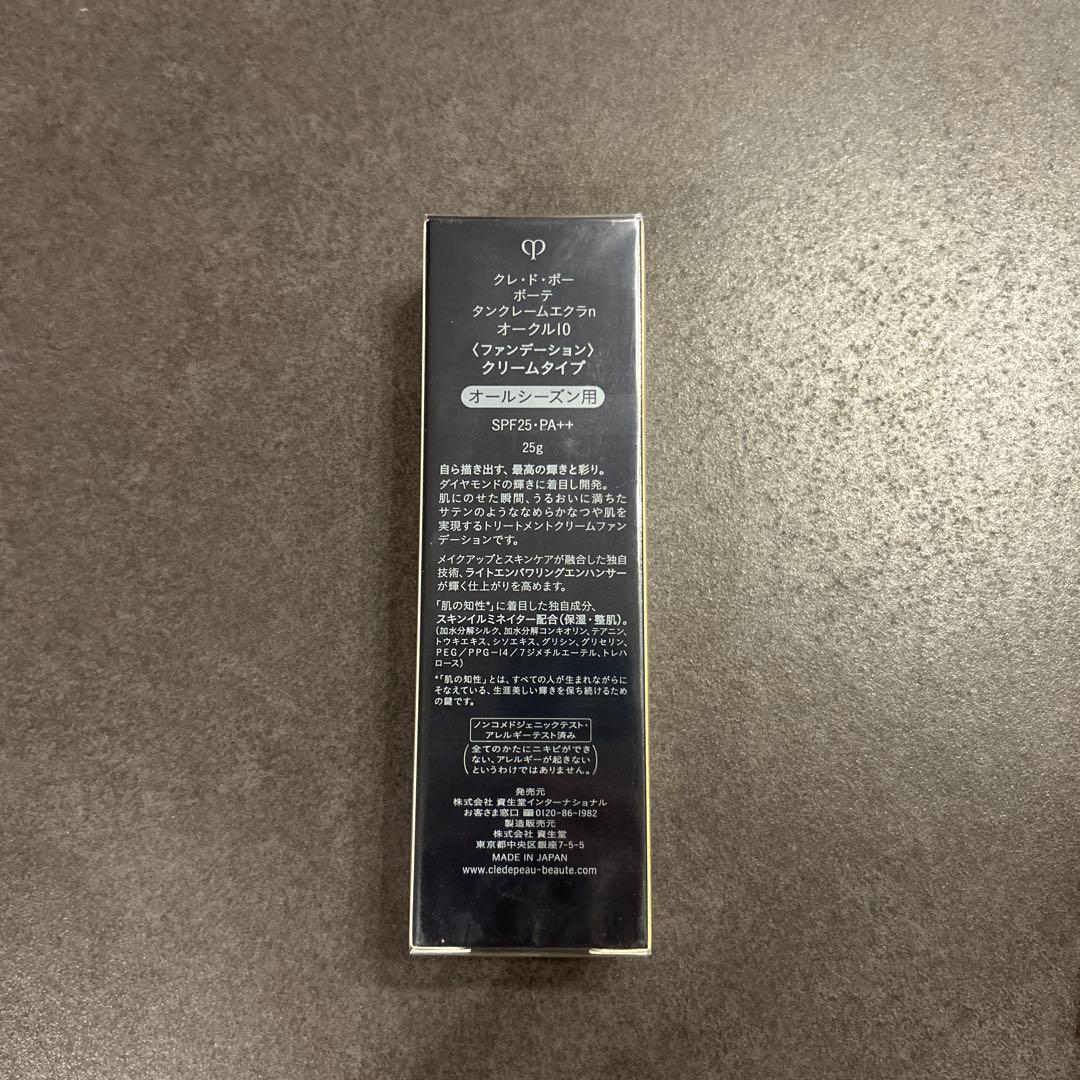 クレ・ド・ポー
ボーテ
タンクレームエクラn
オークル10
〈ファンデーション〉
クリームタイプ
オールシーズン用
SPF25・PA++
25g
自ら描き出す、最高の輝きと彩り。
ダイヤモンドの輝きに着目し開発。
肌にのせた瞬間、うるおいに満ちた
サテンのようななめらかなつや肌を
実現するトリートメントクリームファン
デーションです。
メイクアップとスキンケアが融合した独自
技術、ライトエンパワリングエンハンサー
が輝く仕上がりを高めます。
「肌の知性*」に着目した独自成分、
スキンイルミネイター配合(保湿・整肌)。
(加水分解シルク、加水分解コンキオリン、テアニン、
トウキエキス、シソエキス、グリシン、グリセリン、
PEG/PPG-14/7ジメチルエーテル、トレハ
ロース)
*「肌の知性」とは、すべての人が生まれながらに
そなえている、生涯美しい輝きを保ち続けるため
の鍵です。
ノンコメドジェニックテスト・
アレルギーテスト済み
(全てのかたにニキビができ
ない、アレルギーが起きない
というわけではありません。)
発売元
株式会社 資生堂インターナショナル
お客さま窓口 0120-86-1982
製造販売元
株式会社 資生堂
東京都中央区銀座7-5-5
MADE IN JAPAN
www.cledepeau-beaute.com